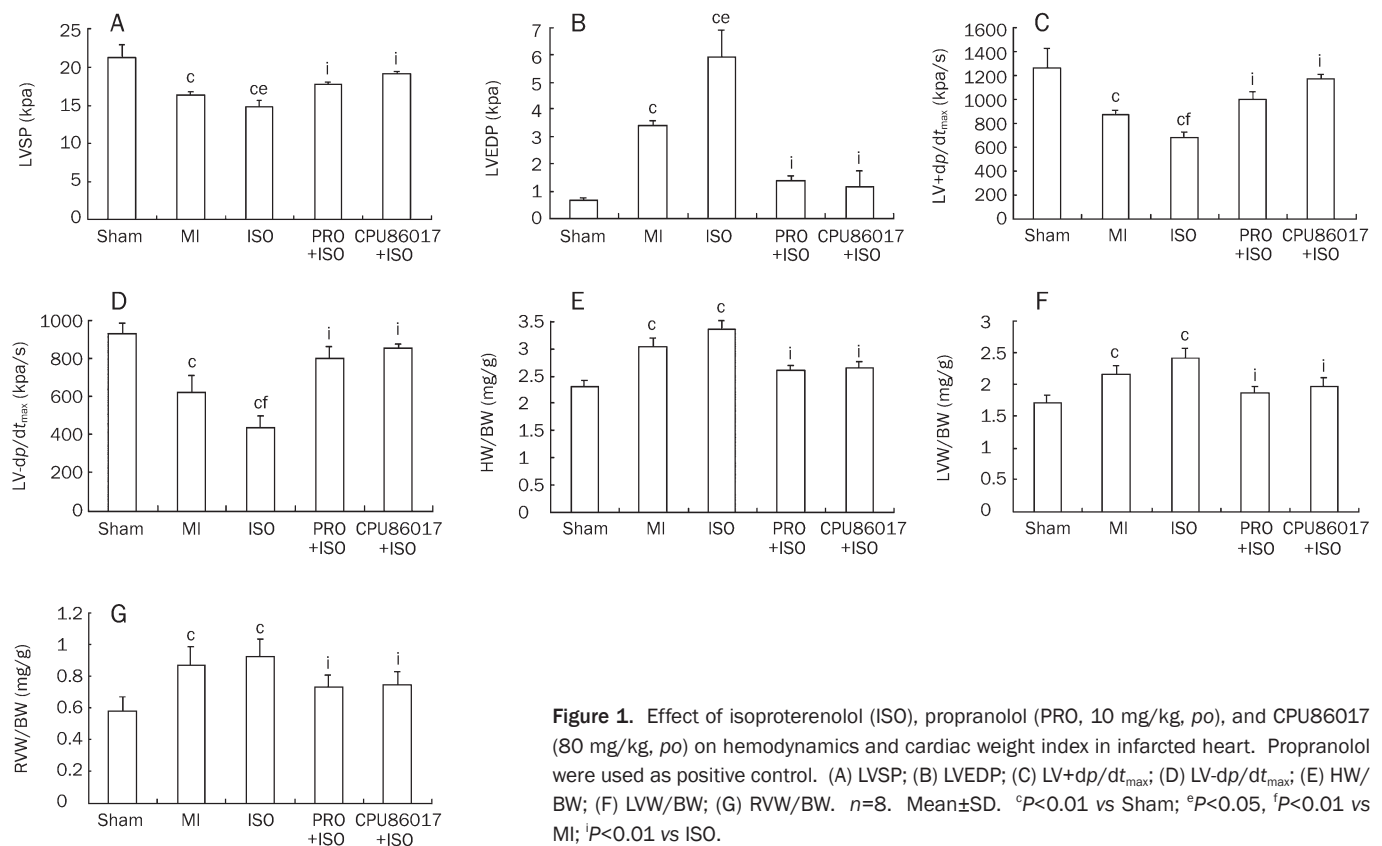 A
25
20
15
10
5
0
LVSP (kpa)
c
ce
i
i
Sham MI ISO PRO CPU86017
+ISO +ISO
B
7
6
5
4
3
2
1
0
LVEDP (kpa)
c
ce
i
i
Sham MI ISO PRO CPU86017
+ISO +ISO
C
1600
1400
1200
1000
800
600
400
200
0
LV+dp/dtmax (kpa/s)
c
cf
i
i
Sham MI ISO PRO CPU86017
+ISO +ISO
D
1000
800
600
400
200
0
LV-dp/dtmax (kpa/s)
c
cf
i
i
Sham MI ISO PRO CPU86017
+ISO +ISO
E
3.5
3
2.5
2
1.5
1
0.5
0
HW/BW (mg/g)
c
c
i
i
Sham MI ISO PRO CPU86017
+ISO +ISO
F
3
2.5
2
1.5
1
0.5
0
LVW/BW (mg/g)
c
c
i
i
Sham MI ISO PRO CPU86017
+ISO +ISO
G
1.2
1
0.8
0.6
0.4
0.2
0
RVW/BW (mg/g)
c
c
i
i
Sham MI ISO PRO CPU86017
+ISO +ISO
Figure 1. Effect of isoproterenolol (ISO), propranolol (PRO, 10 mg/kg, po), and CPU86017
(80 mg/kg, po) on hemodynamics and cardiac weight index in infarcted heart. Propranolol
were used as positive control. (A) LVSP; (B) LVEDP; (C) LV+dp/dtmax; (D) LV-dp/dtmax; (E) HW/
BW; (F) LVW/BW; (G) RVW/BW. n=8. Mean±SD. cP<0.01 vs Sham; eP<0.05, fP<0.01 vs
MI; iP<0.01 vs ISO.